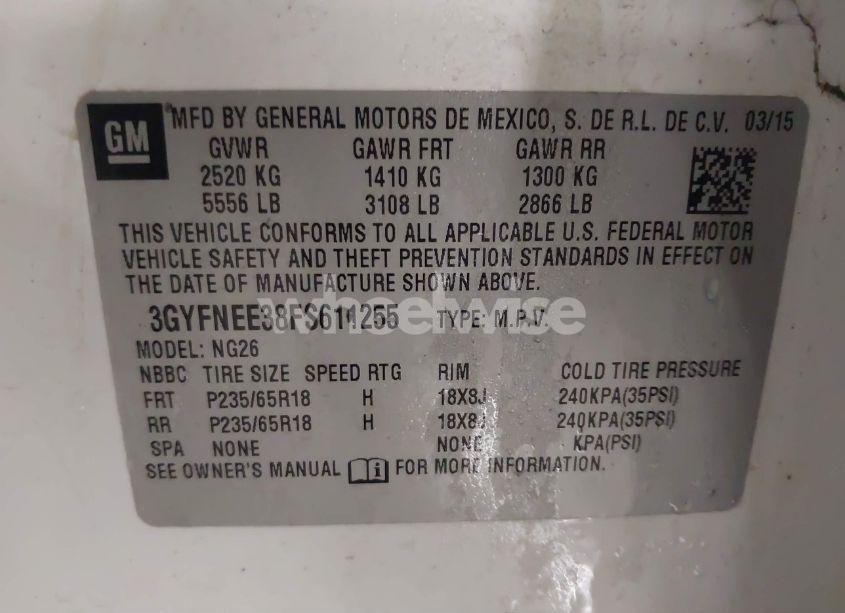 GM ® MFD BY GENERAL MOTORS DE MEXICO, S. DE R.L. DE C.V. 03/15
GVWR GAWR FRT GAWR RR
2520 KG 1410 KG 1300 KG
5556 LB 3108 LB 2866 LB
THIS VEHICLE CONFORMS TO ALL APPLICABLE U.S. FEDERAL MOTOR
VEHICLE SAFETY AND THEFT PREVENTION STANDARDS IN EFFECT ON
THE DATE OF MANUFACTURE SHOWN ABOVE.
TYPE: M.P.V.
wheelwise
MODEL: NG26
NBBC TIRE SIZE SPEED RTG RIM COLD TIRE PRESSURE
FRT P235/65R18 H 18X8J 240KPA(35PSI)
RR P235/65R18 H 18X8J 240KPA(35PSI)
SPA NONE NONE KPA(PSI)
SEE OWNER'S MANUAL FOR MORE INFORMATION.